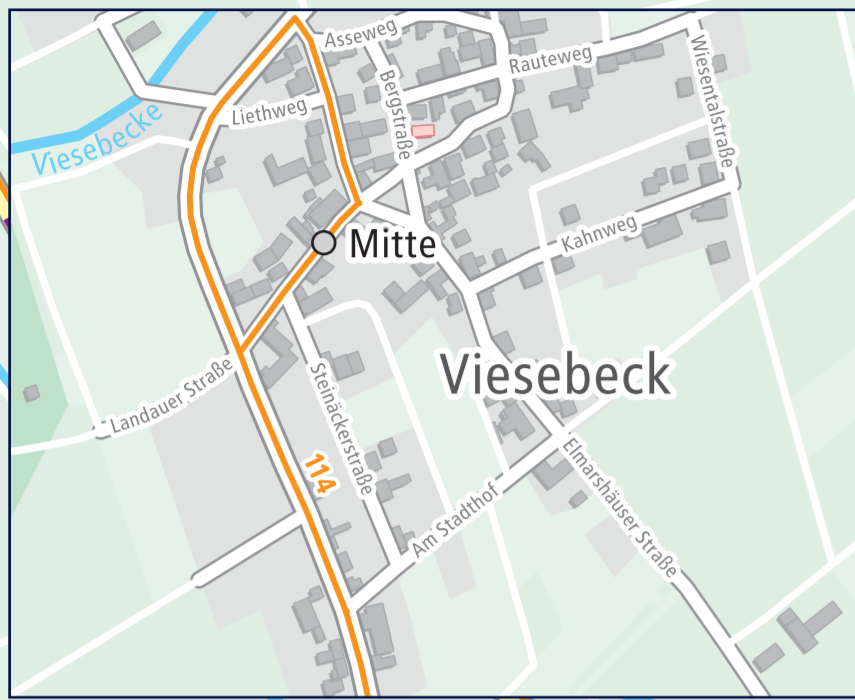 Asseweg
Rauteweg
Wiesentalstraße
Bergstraße
Liethweg
Viesebecke
Mitte
Kahnweg
Viesebeck
Landauer Straße
Steinäckerstraße
114
Am Stadthof
Elmarshäuser Straße